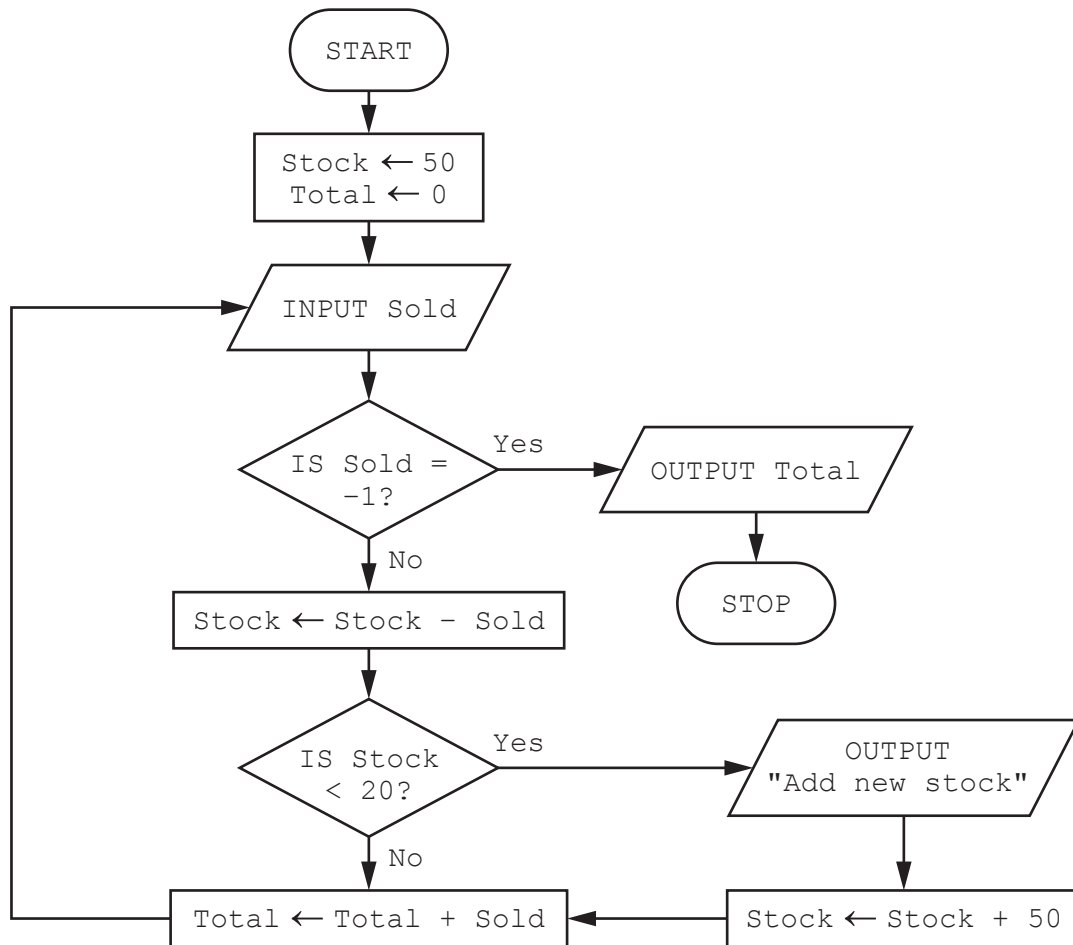 START
Stock ← 50
Total ← 0
INPUT Sold
IS Sold =
–1?
Yes
OUTPUT Total
STOP
No
Stock ← Stock – Sold
IS Stock
< 20?
Yes
OUTPUT
"Add new stock"
No
Total ← Total + Sold
Stock ← Stock + 50